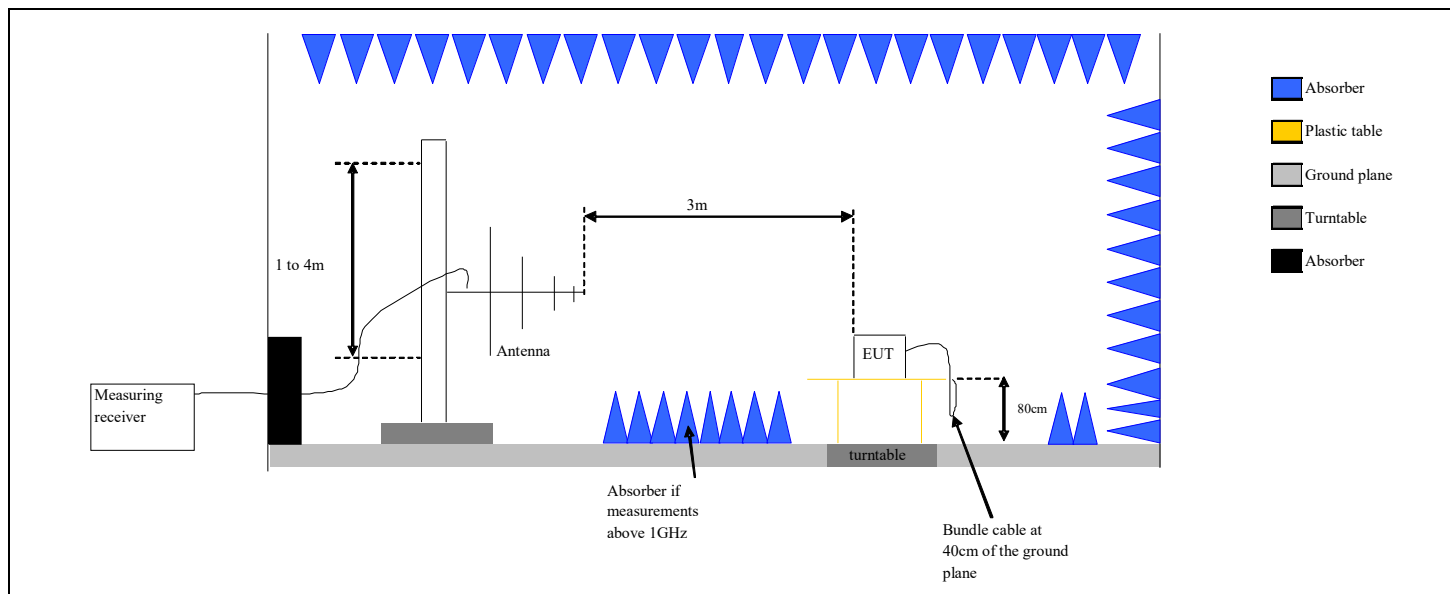 Absorber
Plastic table
Ground plane
Turntable
Absorber
3m
1 to 4m
Antenna
EUT
Measuring
receiver
80cm
turntable
Absorber if
measurements
above 1GHz
Bundle cable at
40cm of the ground
plane